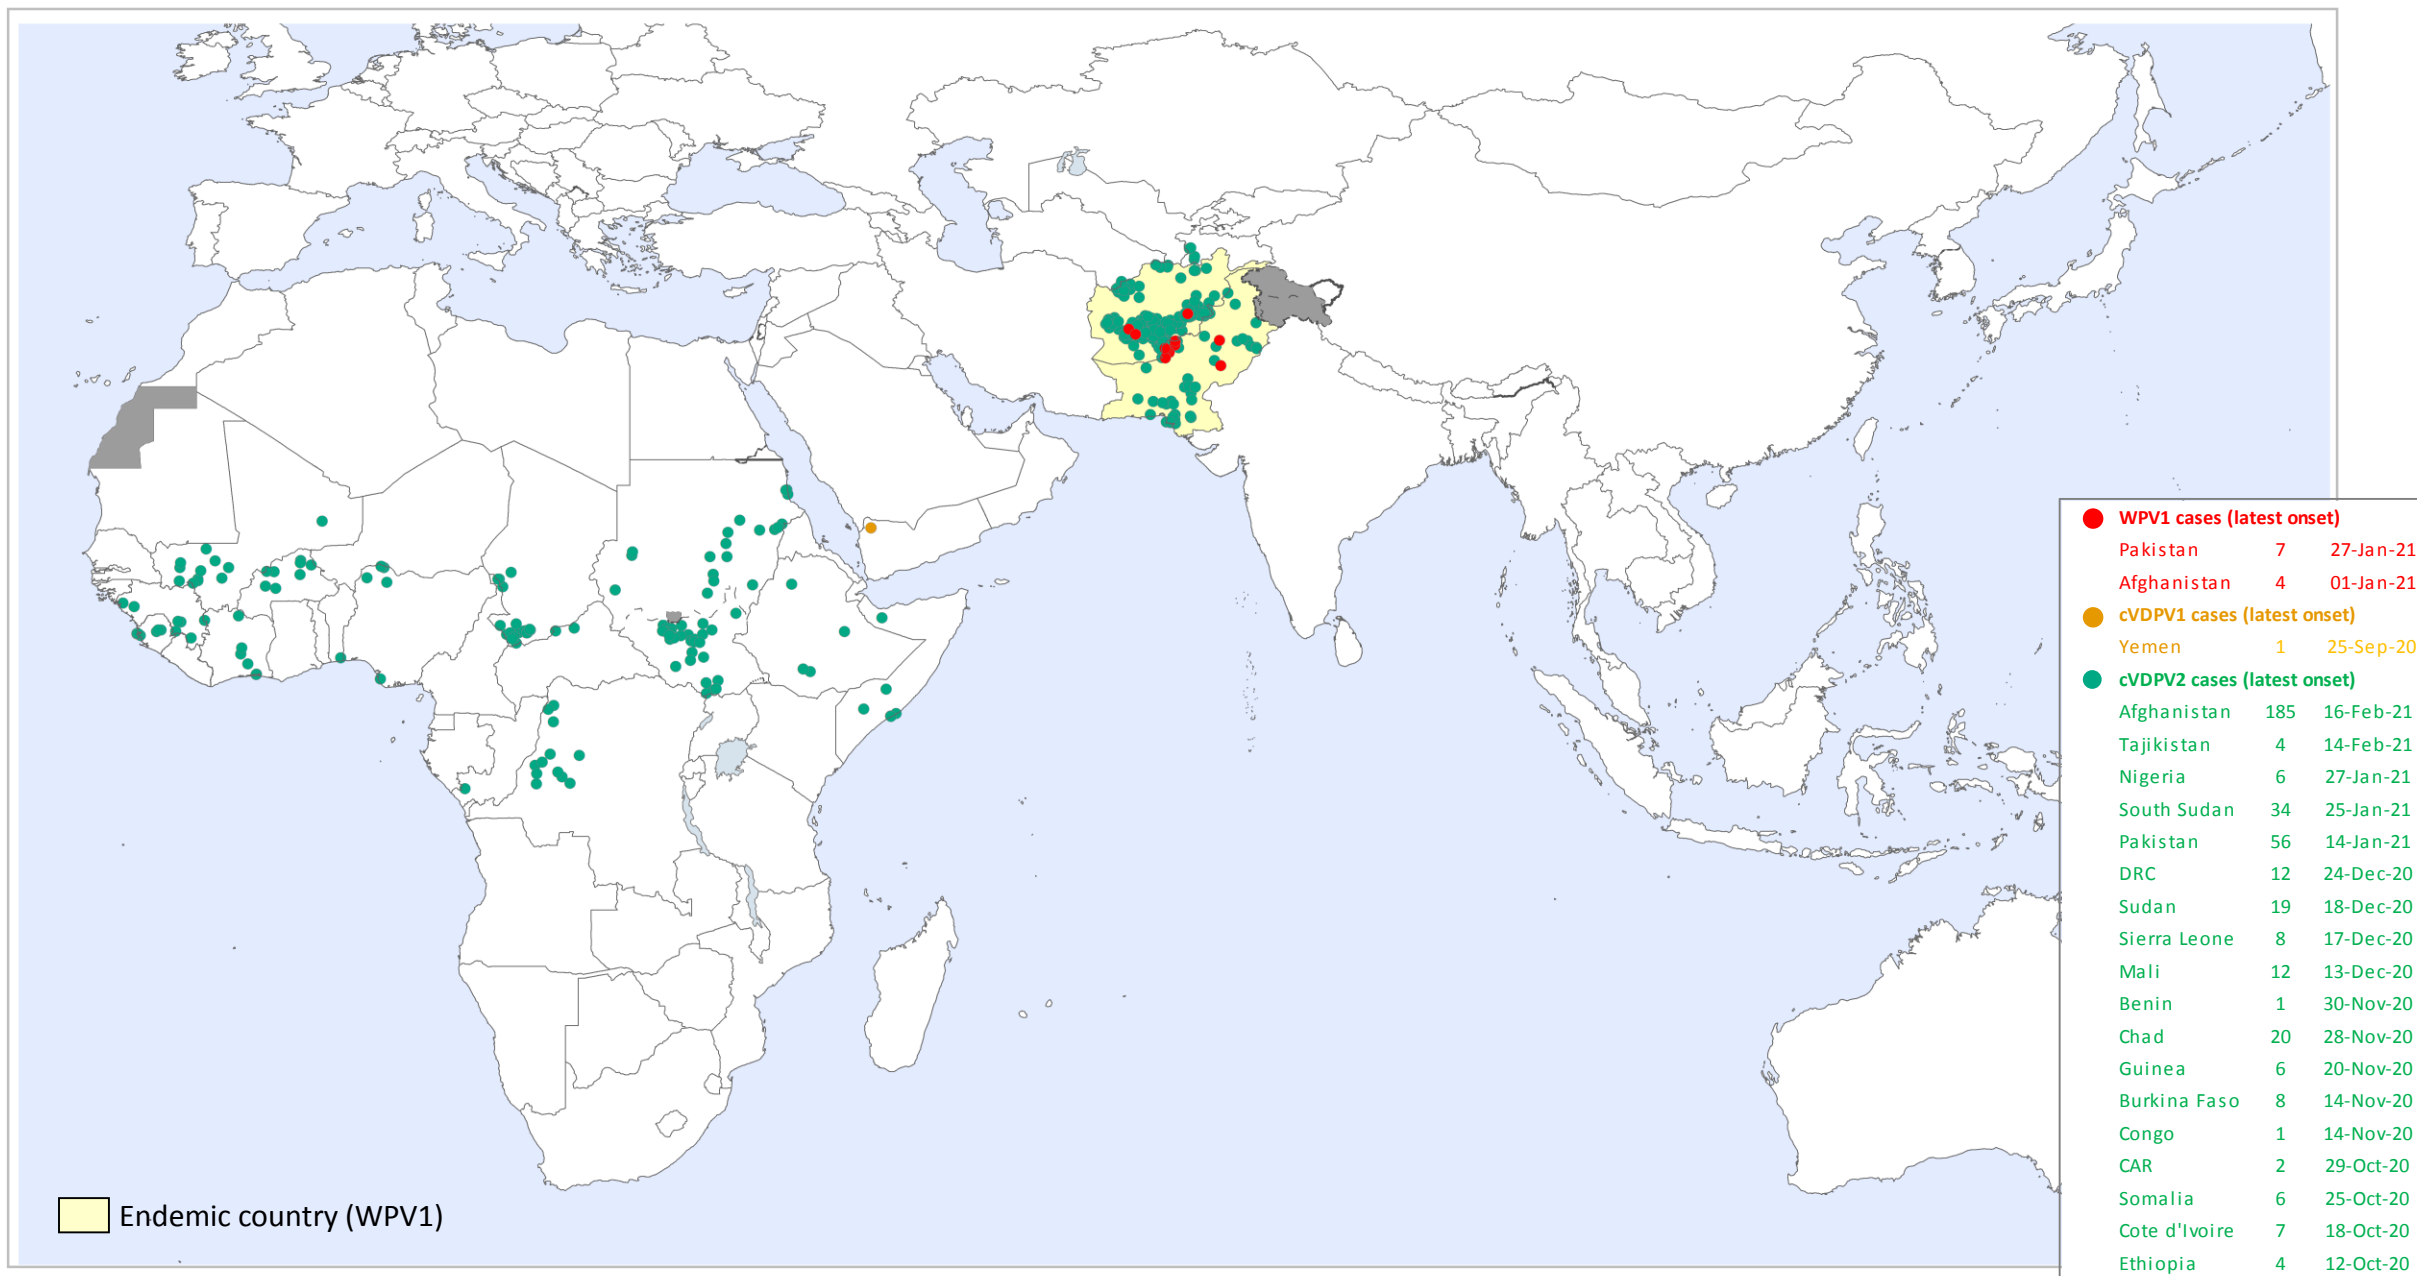 WPV1 cases (latest onset)
Pakistan 7 27-Jan-21
Afghanistan 4 01-Jan-21
cVDPV1 cases (latest onset)
Yemen 1 25-Sep-20
cVDPV2 cases (latest onset)
Afghanistan 185 16-Feb-21
Tajikistan 4 14-Feb-21
Nigeria 6 27-Jan-21
South Sudan 34 25-Jan-21
Pakistan 56 14-Jan-21
DRC 12 24-Dec-20
Sudan 19 18-Dec-20
Sierra Leone 8 17-Dec-20
Mali 12 13-Dec-20
Benin 1 30-Nov-20
Chad 20 28-Nov-20
Guinea 6 20-Nov-20
Burkina Faso 8 14-Nov-20
Congo 1 14-Nov-20
CAR 2 29-Oct-20
Somalia 6 25-Oct-20
Cote d'Ivoire 7 18-Oct-20
Ethiopia 4 12-Oct-20
Endemic country (WPV1)